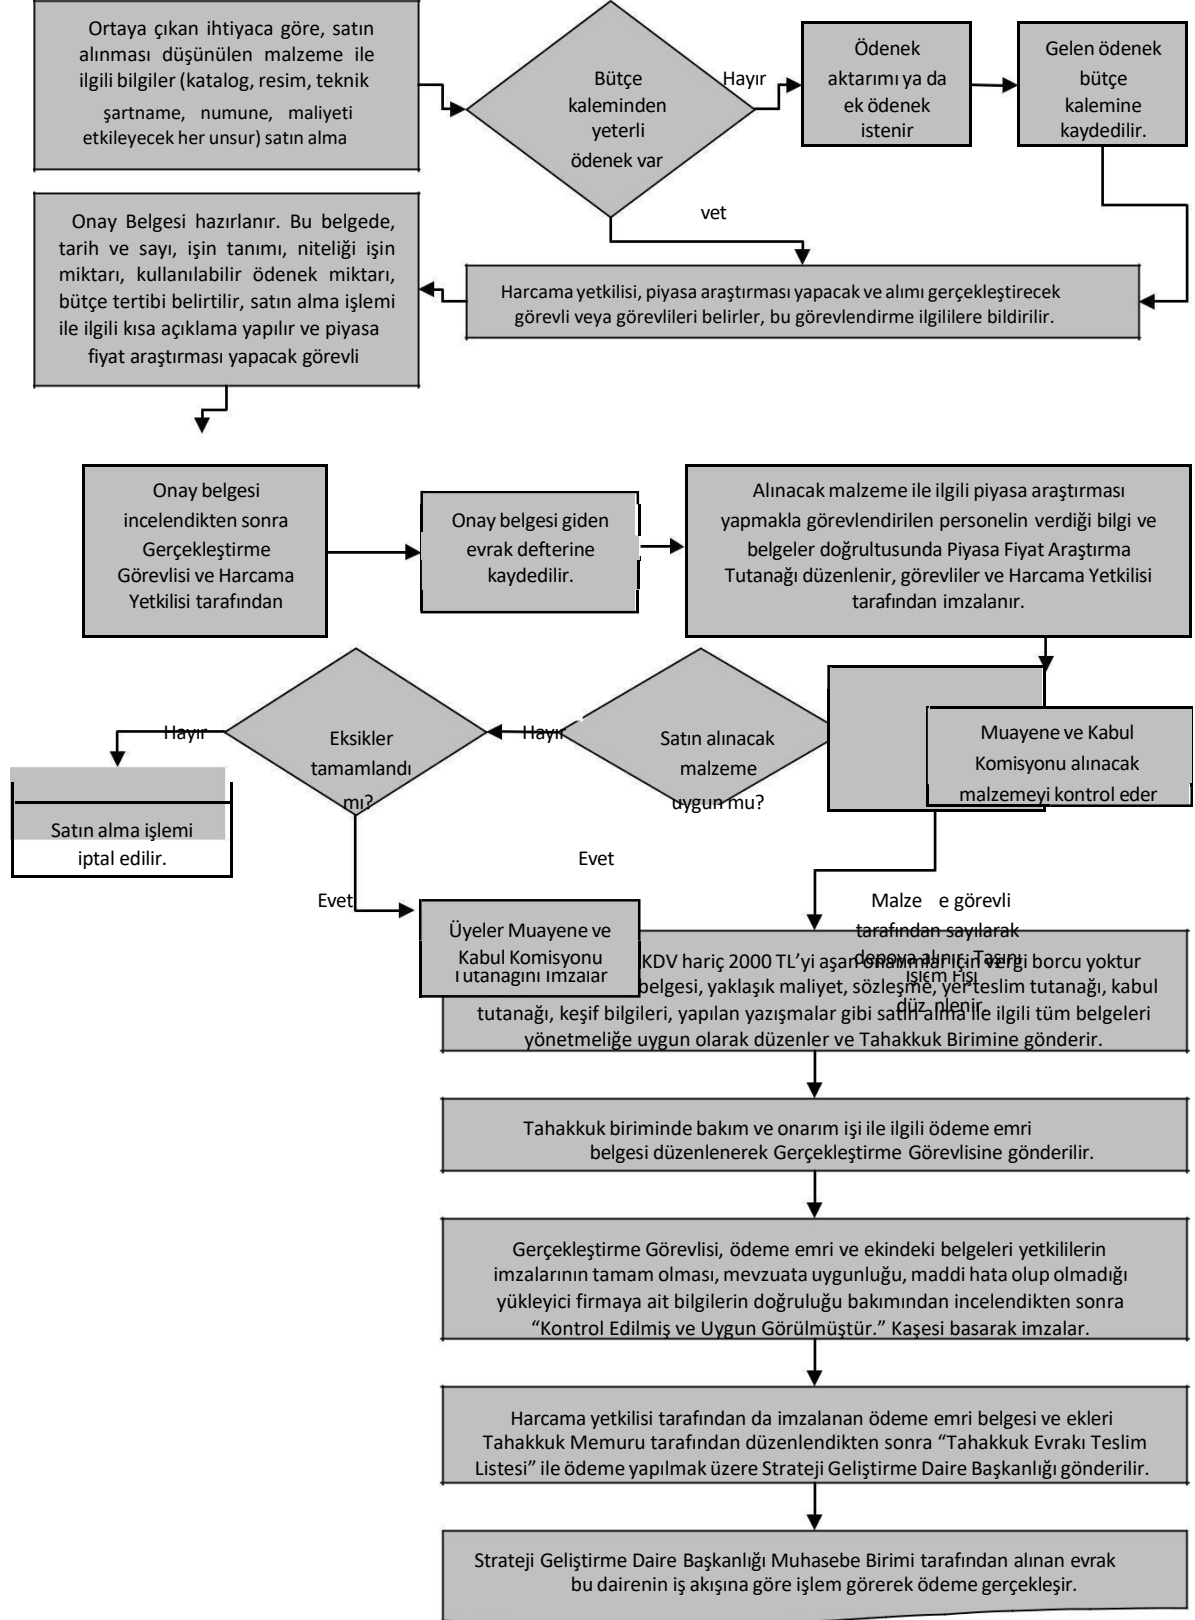 Ortaya çıkan ihtiyaca göre, satın
alınması düşünülen malzeme ile
ilgili bilgiler (katalog, resim, teknik
şartname, numune, maliyeti
etkileyecek her unsur) satın alma
Bütçe
kaleminden
yeterli
ödenek var
Hayır
Ödenek
aktarımı ya da
ek ödenek
istenir
Gelen ödenek
bütçe
kalemine
kaydedilir.
vet
Harcama yetkilisi, piyasa araştırması yapacak ve alımı gerçekleştirecek
görevli veya görevlileri belirler, bu görevlendirme ilgililere bildirilir.
Onay Belgesi hazırlanır. Bu belgede,
tarih ve sayı, işin tanımı, niteliği işin
miktarı, kullanılabilir ödenek miktarı,
bütçe tertibi belirtilir, satın alma işlemi
ile ilgili kısa açıklama yapılır ve piyasa
fiyat araştırması yapacak görevli
Onay belgesi
incelendikten sonra
Gerçekleştirme
Görevlisi ve Harcama
Yetkilisi tarafından
Onay belgesi giden
evrak defterine
kaydedilir.
Alınacak malzeme ile ilgili piyasa araştırması
yapmakla görevlendirilen personelin verdiği bilgi ve
belgeler doğrultusunda Piyasa Fiyat Araştırma
Tutanağı düzenlenir, görevliler ve Harcama Yetkilisi
tarafından imzalanır.
Muayene ve Kabul
Komisyonu alınacak
malzemeyi kontrol eder
Satın alınacak
malzeme
uygun mu?
Hayır
Eksikler
tamamlandı
mı?
Hayır
Satın alma işlemi
iptal edilir.
Evet
Evet
Üyeler Muayene ve
Kabul Komisyonu
Tutanağını İmzalar
Malze e görevli
tarafından sayılarak
depoya alınır. Taşınır
İşlem Fişi
düz nlenir.
KDV hariç 2000 TL’yi aşan onarımlar için vergi borcu yoktur
belgesi, yaklaşık maliyet, sözleşme, yer teslim tutanağı, kabul
tutanağı, keşif bilgileri, yapılan yazışmalar gibi satın alma ile ilgili tüm belgeleri
yönetmeliğe uygun olarak düzenler ve Tahakkuk Birimine gönderir.
Tahakkuk biriminde bakım ve onarım işi ile ilgili ödeme emri
belgesi düzenlenerek Gerçekleştirme Görevlisine gönderilir.
Gerçekleştirme Görevlisi, ödeme emri ve ekindeki belgeleri yetkililerin
imzalarının tamam olması, mevzuata uygunluğu, maddi hata olup olmadığı
yükleyici firmaya ait bilgilerin doğruluğu bakımından incelendikten sonra
“Kontrol Edilmiş ve Uygun Görülmüştür.” Kaşesi basarak imzalar.
Harcama yetkilisi tarafından da imzalanan ödeme emri belgesi ve ekleri
Tahakkuk Memuru tarafından düzenlendikten sonra “Tahakkuk Evrakı Teslim
Listesi” ile ödeme yapılmak üzere Strateji Geliştirme Daire Başkanlığı gönderilir.
Strateji Geliştirme Daire Başkanlığı Muhasebe Birimi tarafından alınan evrak
bu dairenin iş akışına göre işlem görerek ödeme gerçekleşir.